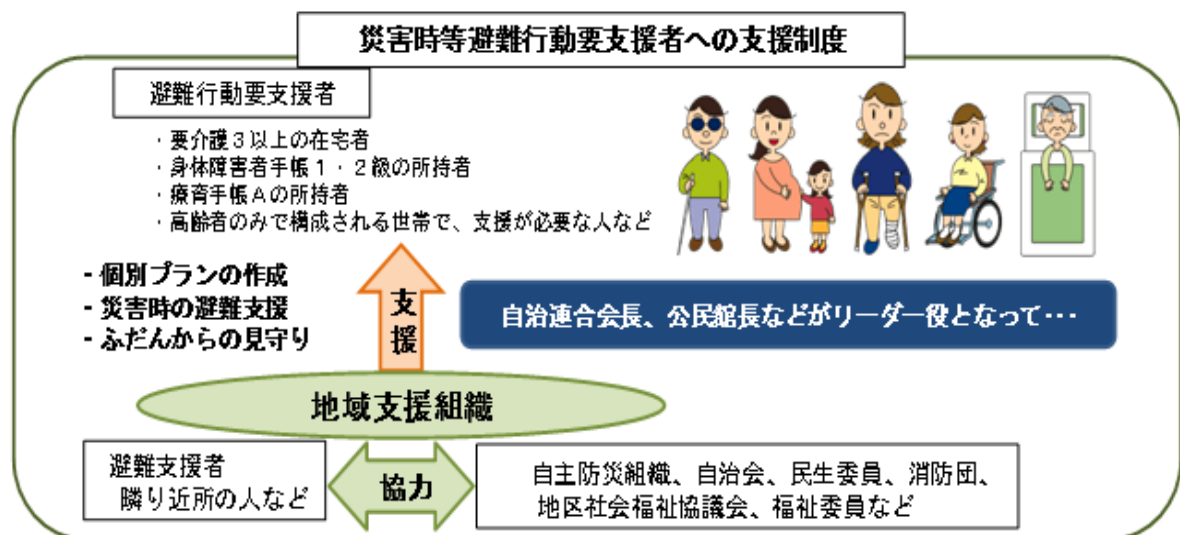 災害時等避難行動要支援者への支援制度
避難行動要支援者
・要介護３以上の在宅者
・身体障害者手帳１・２級の所持者
・療育手帳Ａの所持者
・高齢者のみで構成される世帯で、支援が必要な人など
- 個別プランの作成
- 災害時の避難支援
- ふだんからの見守り
支援
自治連合会長、公民館長などがリーダー役となって･･･
地域支援組織
避難支援者
隣り近所の人など
協力
自主防災組織、自治会、民生委員、消防団、
地区社会福祉協議会、福祉委員など